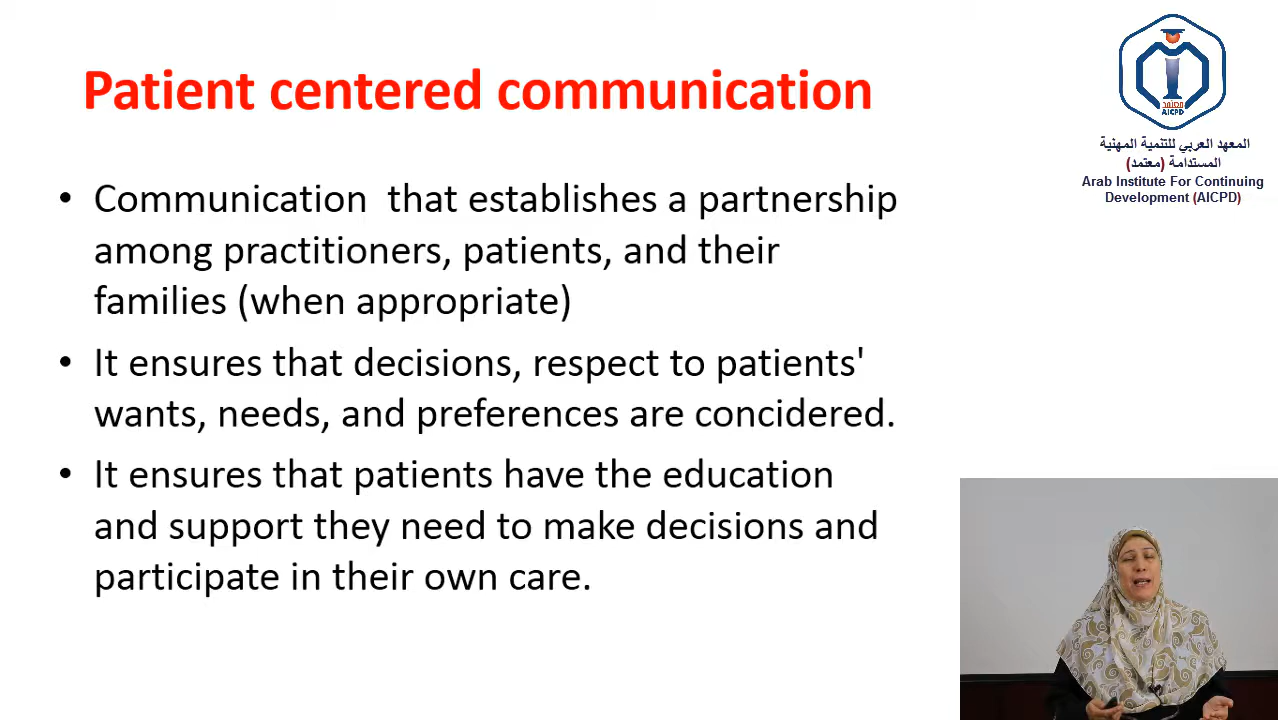 Patient centered communication
• Communication  that establishes a partnership
among practitioners, patients, and their
families (when appropriate)
• It ensures that decisions, respect to patients'
wants, needs, and preferences are concidered.
• It ensures that patients have the education
and support they need to make decisions and
participate in their own care.
معتمد
AICPD
المعهد العربي للتنمية المهنية
المستدامة (معتمد)
Arab Institute For Continuing
Development (AICPD)